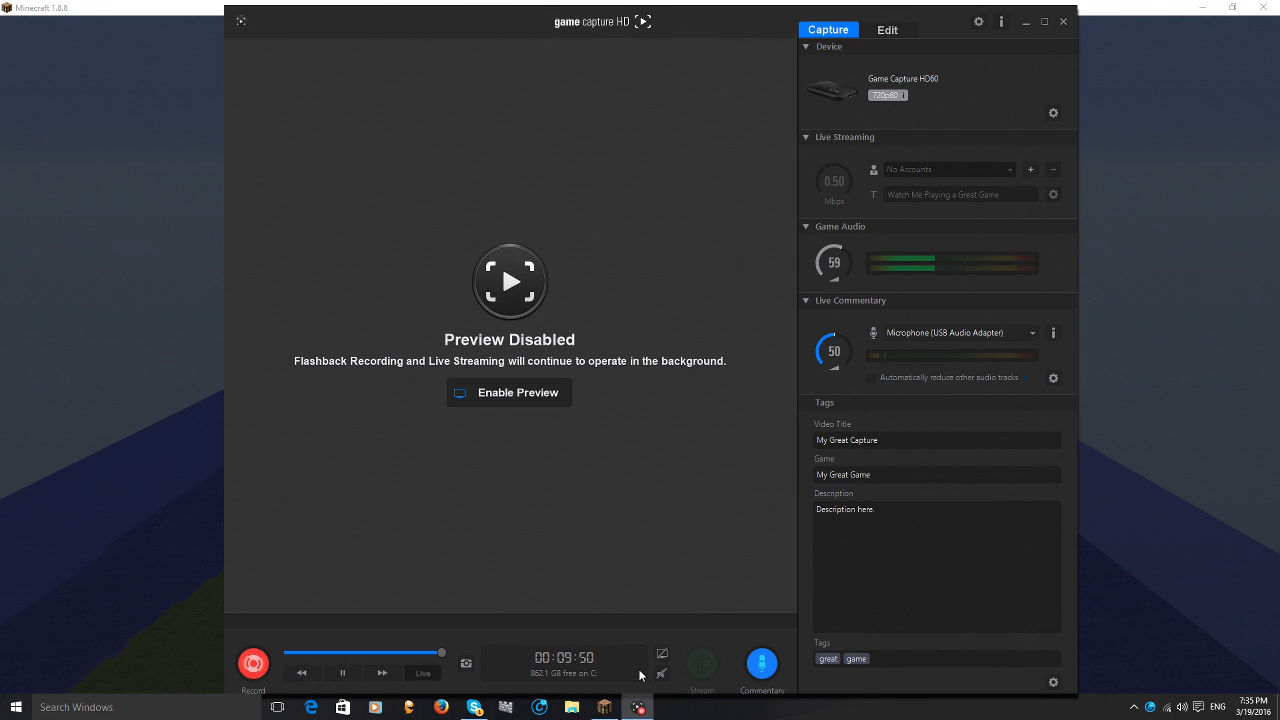 Minecraft 1.8.8
game capture HD
Capture
Edit
Device
Game Capture HD60
720p60 i
Live Streaming
0.50
Mbps
No Accounts
Watch Me Playing a Great Game
Game Audio
59
Live Commentary
50
Microphone (USB Audio Adapter)
Automatically reduce other audio tracks
Preview Disabled
Flashback Recording and Live Streaming will continue to operate in the background.
Enable Preview
Tags
Video Title
My Great Capture
Game
My Great Game
Description
Description here.
Tags
great game
Record
Live
00:09:50
862.1 GB free on C:
Stream
Commentary
Search Windows
ENG
7:35 PM
3/19/2016